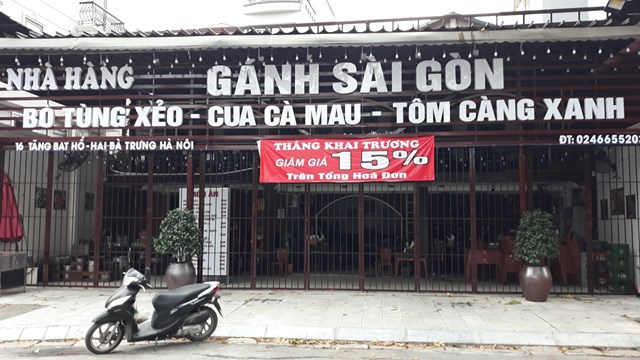 NHÀ HÀNG
GÁNH SÀI GÒN
BÒ TÙNG XẺO - CUA CÀ MAU - TÔM CÀNG XANH
16 TĂNG BẠT HỔ - HAI BÀ TRƯNG HÀ NỘI
ĐT: 0246655203
THÁNG KHAI TRƯƠNG
GIẢM GIÁ 15%
Trên Tổng Hoá Đơn